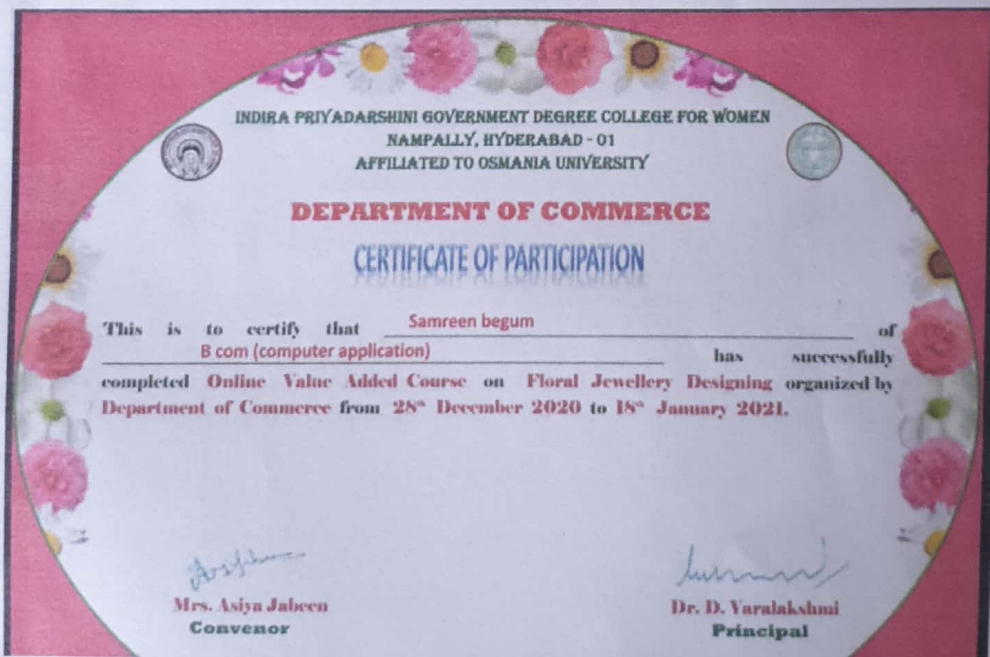 INDIRA PRIYADARSHINI GOVERNMENT DEGREE COLLEGE FOR WOMEN
NAMPALLY, HYDERABAD - 01
AFFILIATED TO OSMANIA UNIVERSITY
DEPARTMENT OF COMMERCE
CERTIFICATE OF PARTICIPATION
This is to certify that Samreen begum of
B com (computer application) has successfully
completed Online Value Added Course on Floral Jewellery Designing organized by
Department of Commerce from 28th December 2020 to 18th January 2021.
Mrs. Asiya Jabeen Dr. D. Varalakshmi
Convenor Principal